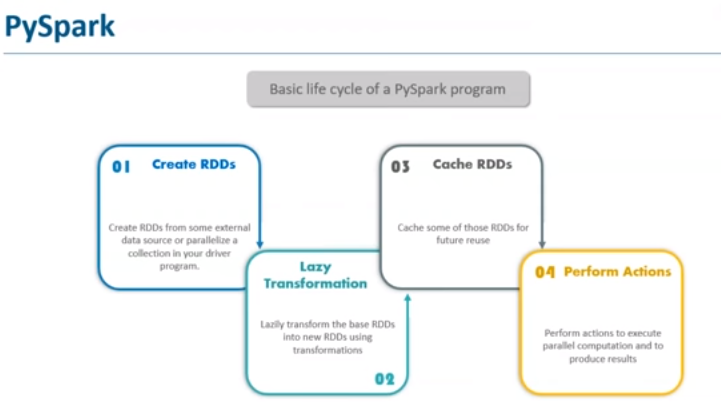 PySpark
Basic life cycle of a PySpark program
01 Create RDDs
Create RDDs from some external
data source or parallelize a
collection in your driver
program.
Lazy
Transformation
Lazily transform the base RDDs
into new RDDs using
transformations
02
03 Cache RDDs
Cache some of those RDDs for
future reuse
04 Perform Actions
Perform actions to execute
parallel computation and to
produce results